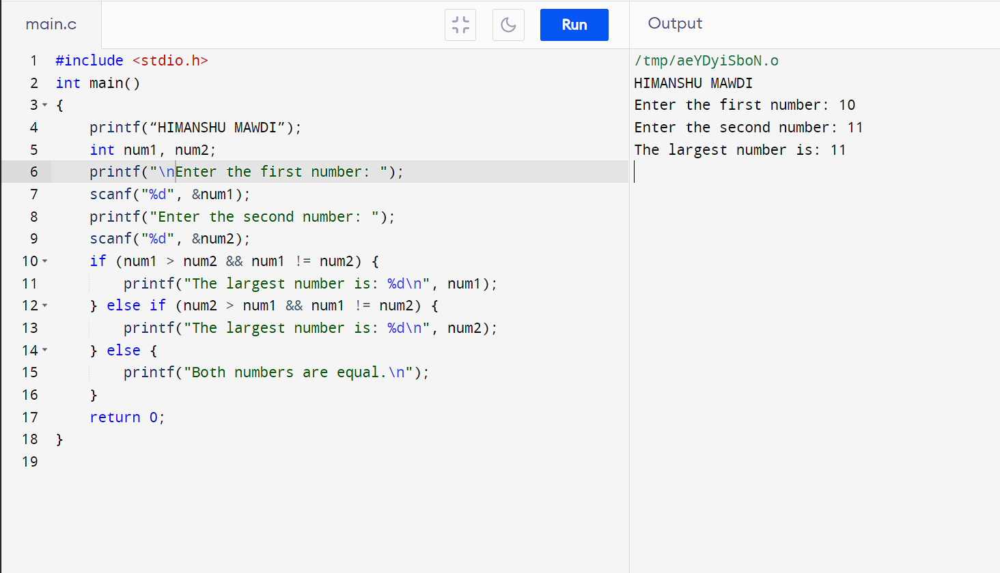 main.c
Run
Output
1 #include <stdio.h>
2 int main()
3 {
4     printf(“HIMANSHU MAWDI”);
5     int num1, num2;
6     printf("\nEnter the first number: ");
7     scanf("%d", &num1);
8     printf("Enter the second number: ");
9     scanf("%d", &num2);
10     if (num1 > num2 && num1 != num2) {
11         printf("The largest number is: %d\n", num1);
12     } else if (num2 > num1 && num1 != num2) {
13         printf("The largest number is: %d\n", num2);
14     } else {
15         printf("Both numbers are equal.\n");
16     }
17     return 0;
18 }
19
/tmp/aeYDyiSboN.o
HIMANSHU MAWDI
Enter the first number: 10
Enter the second number: 11
The largest number is: 11